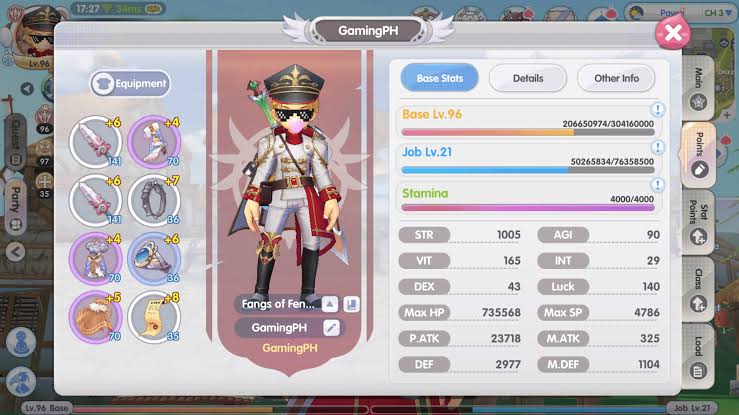 17:27
34ms
GamingPH
CH 3
Lv.96
Equipment
Base Stats
Details
Other Info
Base Lv.96
206650974/304160000
Job Lv.21
50265834/76358500
Stamina
4000/4000
STR 1005
AGI 90
VIT 165
INT 29
DEX 43
Luck 140
Max HP 735568
Max SP 4786
P.ATK 23718
M.ATK 325
DEF 2977
M.DEF 1104
+6
141
+4
70
+6
141
+7
36
+4
70
+6
36
+5
70
+8
35
Fangs of Fen...
GamingPH
GamingPH
Quest
Party
96
97
35
Main
Points
Stat Points
Class
Load
Lv.96 Base
Job Lv.21